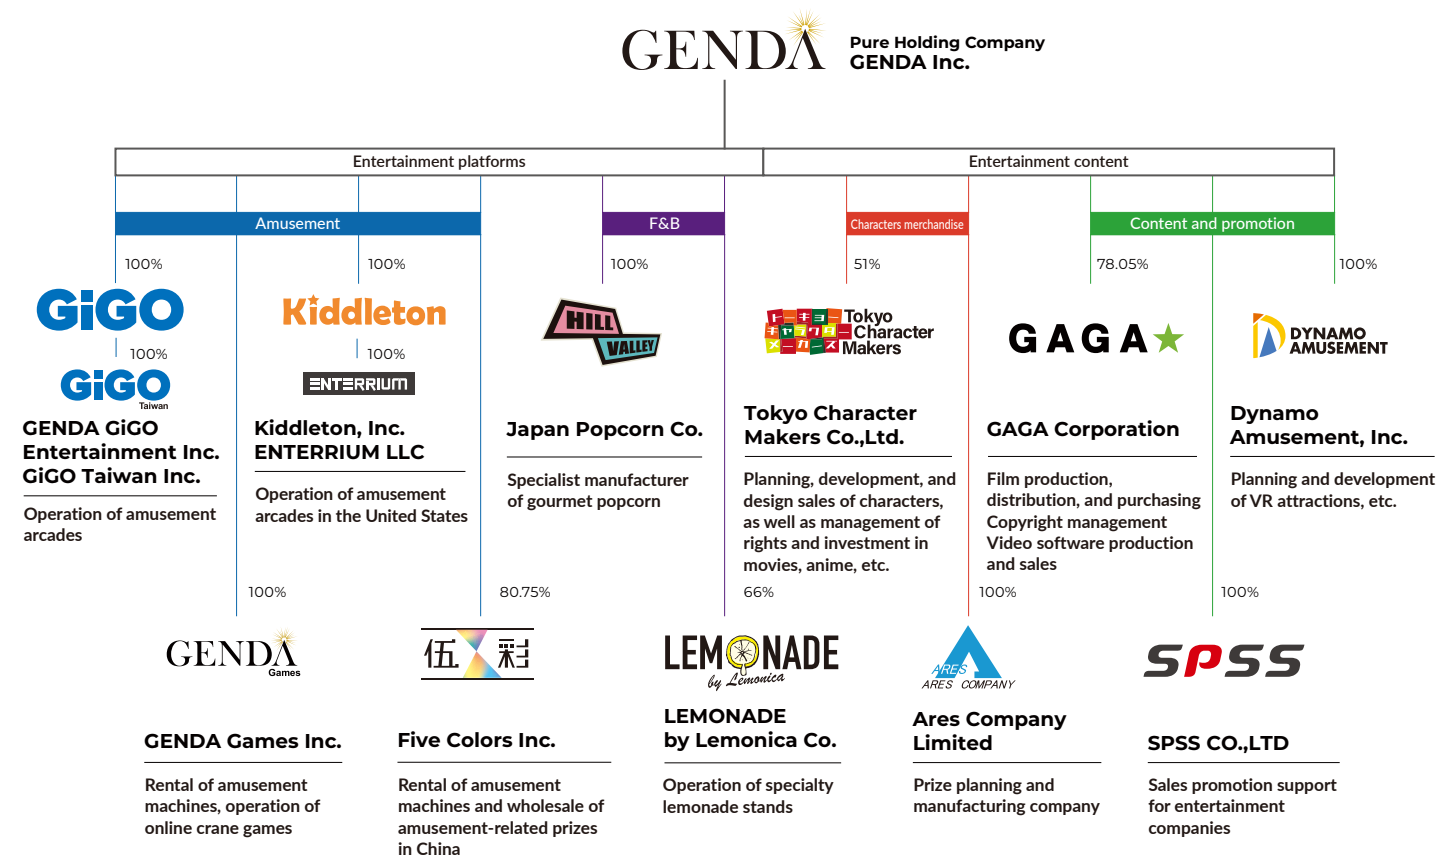 GENDA
Pure Holding Company
GENDA Inc.
Entertainment platforms
Entertainment content
Amusement
F&B
Characters merchandise
Content and promotion
100%
100%
100%
51%
78.05%
100%
GiGO
100%
GiGO
Taiwan
GENDA GiGO
Entertainment Inc.
GiGO Taiwan Inc.
Operation of amusement
arcades
Kiddleton
100%
ENTERRIUM
Kiddleton, Inc.
ENTERRIUM LLC
Operation of amusement
arcades in the United States
HILL
VALLEY
Japan Popcorn Co.
Specialist manufacturer
of gourmet popcorn
トーキョー
キャラクター
メーカーズ
Tokyo
Character
Makers
Tokyo Character
Makers Co.,Ltd.
Planning, development, and
design sales of characters,
as well as management of
rights and investment in
movies, anime, etc.
GAGA
GAGA Corporation
Film production,
distribution, and purchasing
Copyright management
Video software production
and sales
DYNAMO
AMUSEMENT
Dynamo
Amusement, Inc.
Planning and development
of VR attractions, etc.
100%
80.75%
66%
100%
100%
GENDA
Games
GENDA Games Inc.
Rental of amusement
machines, operation of
online crane games
伍彩
Five Colors Inc.
Rental of amusement
machines and wholesale of
amusement-related prizes
in China
LEMONADE
by Lemonica
LEMONADE
by Lemonica Co.
Operation of specialty
lemonade stands
ARES
ARES COMPANY
Ares Company
Limited
Prize planning and
manufacturing company
SPSS
SPSS CO.,LTD
Sales promotion support
for entertainment
companies